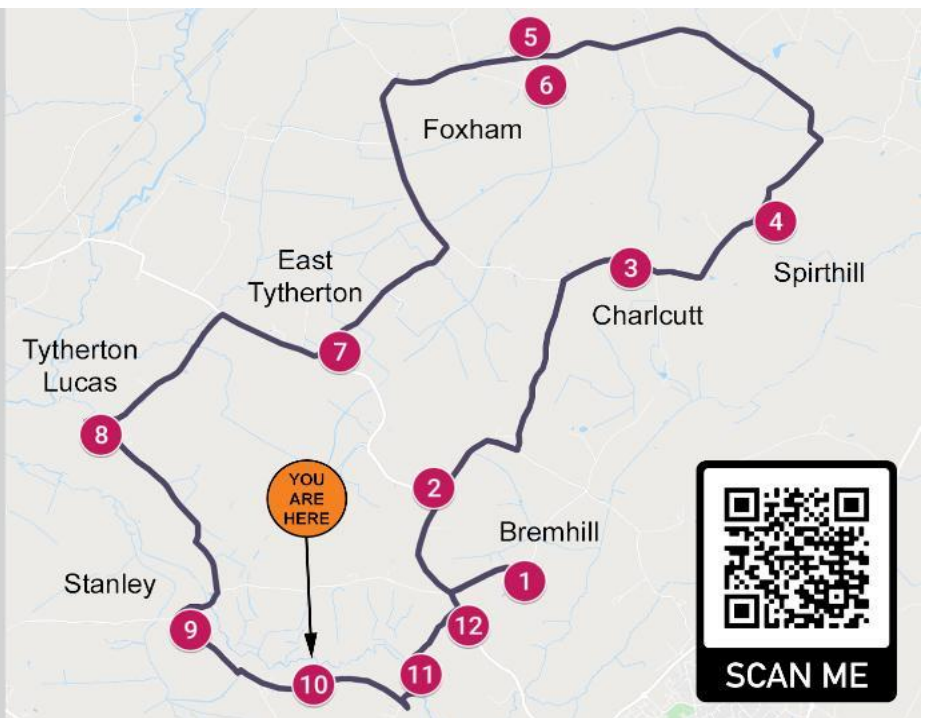 5
6
Foxham
4
East
Tytherton
3
Spirthill
Charlcutt
7
Tytherton
Lucas
8
YOU
ARE
HERE
2
Bremhill
Stanley
1
9
12
11
10
SCAN ME